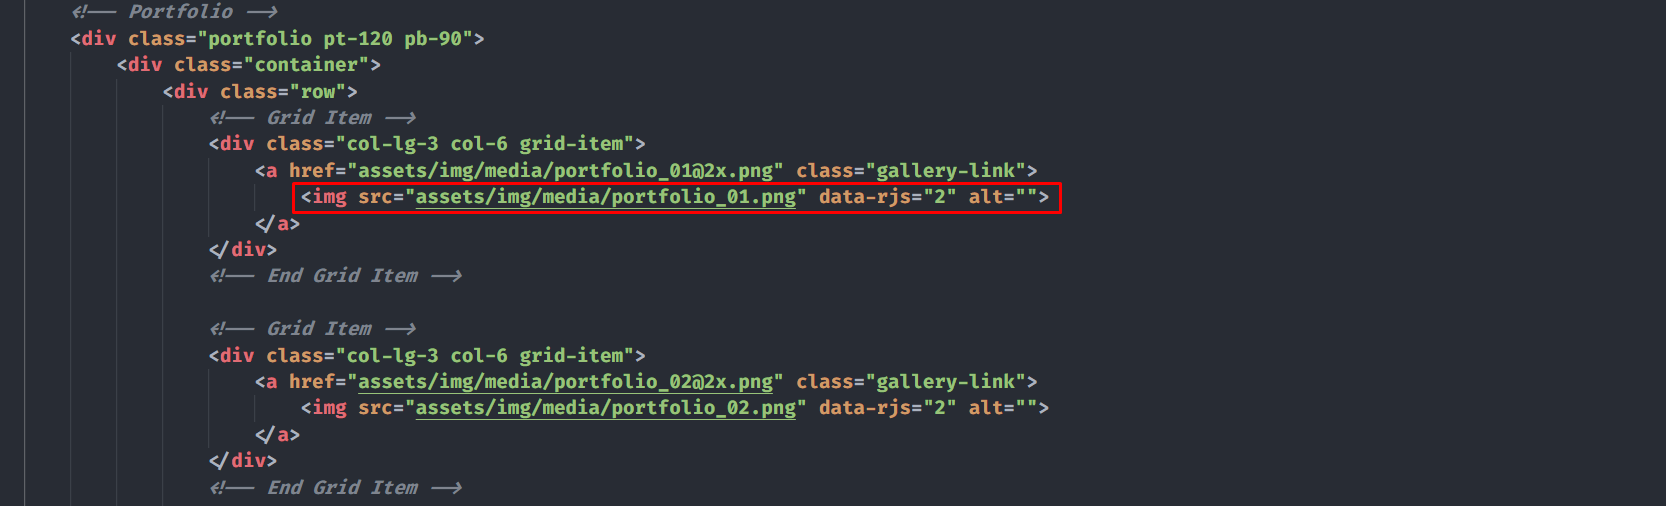 <!-- Portfolio -->
<div class="portfolio pt-120 pb-90">
<div class="container">
<div class="row">
<!-- Grid Item -->
<div class="col-lg-3 col-6 grid-item">
<a href="assets/img/media/portfolio_01@2x.png" class="gallery-link">
<img src="assets/img/media/portfolio_01.png" data-rjs="2" alt="">
</a>
</div>
<!-- End Grid Item -->
<!-- Grid Item -->
<div class="col-lg-3 col-6 grid-item">
<a href="assets/img/media/portfolio_02@2x.png" class="gallery-link">
<img src="assets/img/media/portfolio_02.png" data-rjs="2" alt="">
</a>
</div>
<!-- End Grid Item -->